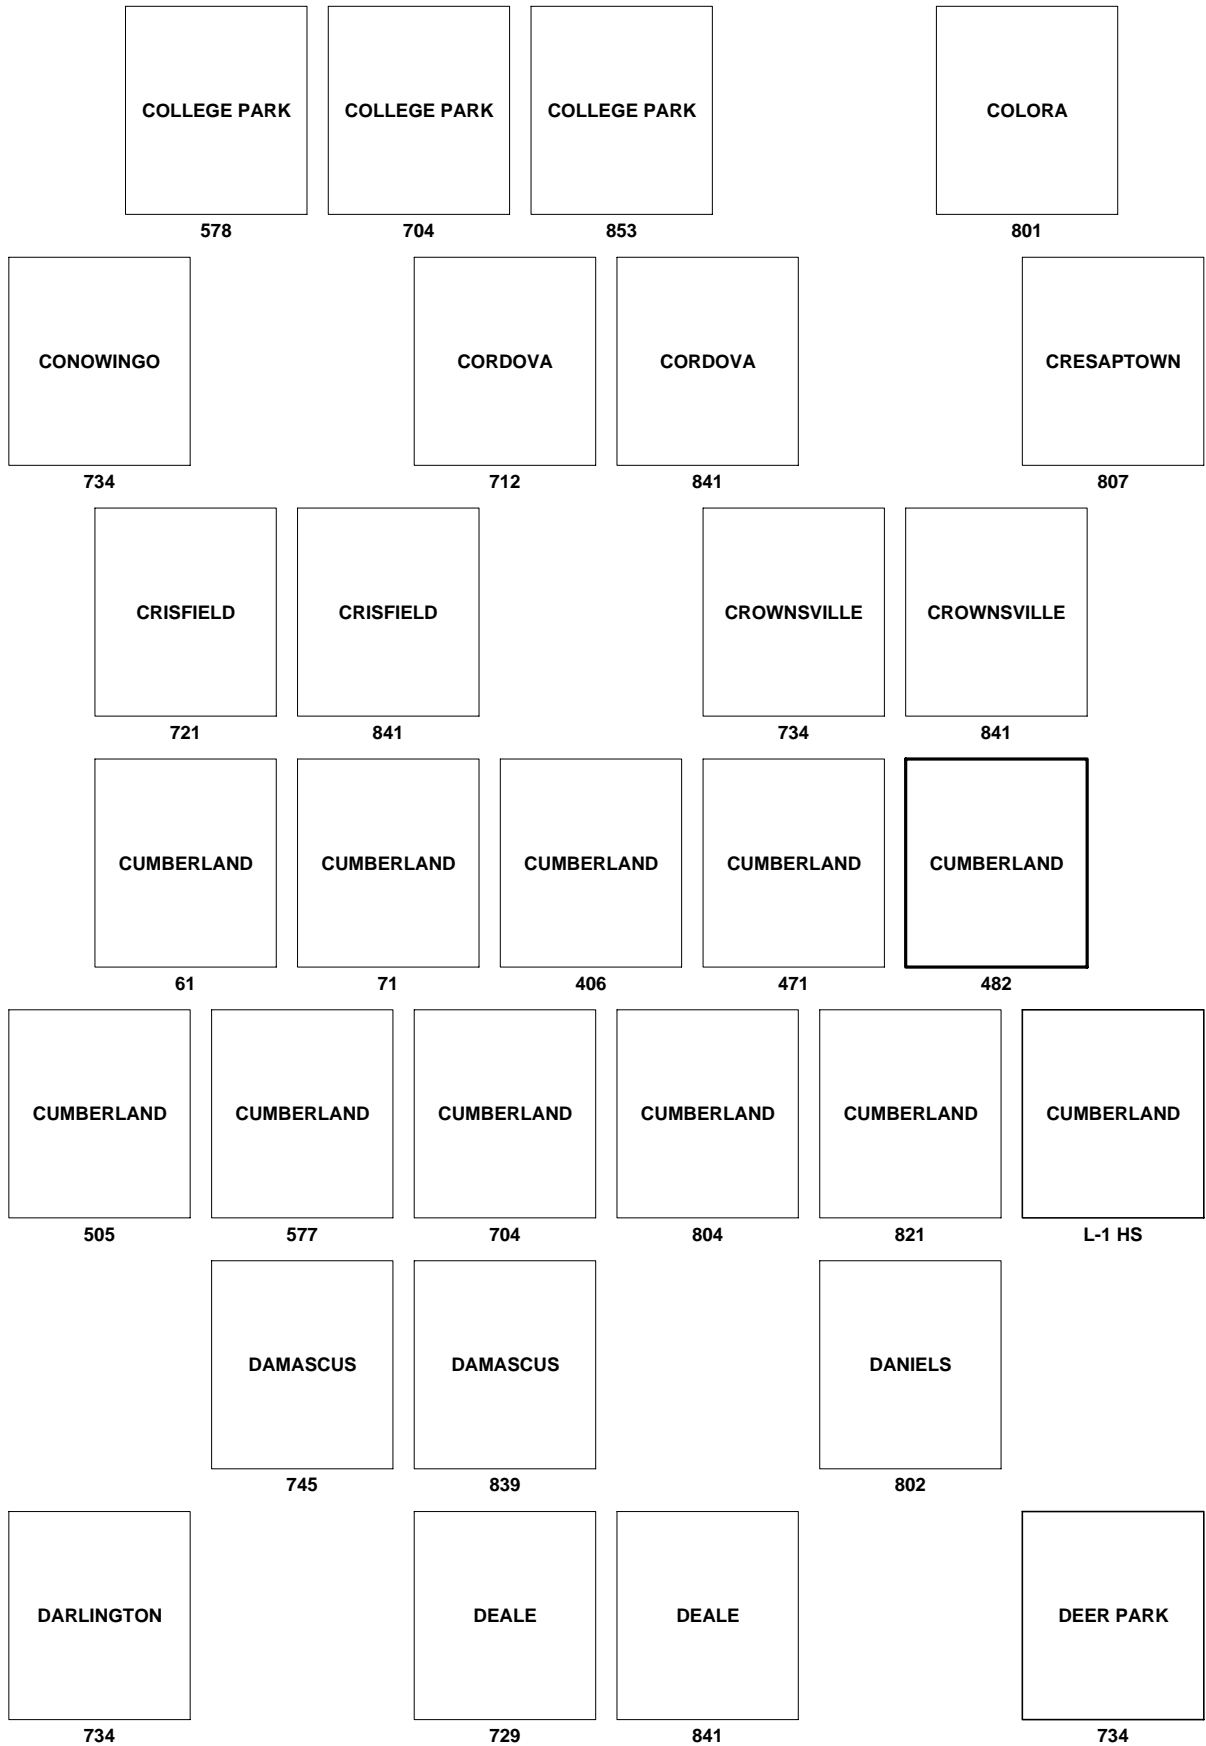 COLLEGE PARK COLLEGE PARK COLLEGE PARK COLORA
578 704 853 801
CONOWINGO CORDOVA CORDOVA CRESAPTOWN
734 712 841 807
CRISFIELD CRISFIELD CROWNSVILLE CROWNSVILLE
721 841 734 841
CUMBERLAND CUMBERLAND CUMBERLAND CUMBERLAND CUMBERLAND
61 71 406 471 482
CUMBERLAND CUMBERLAND CUMBERLAND CUMBERLAND CUMBERLAND CUMBERLAND
505 577 704 804 821 L-1 HS
DAMASCUS DAMASCUS DANIELS
745 839 802
DARLINGTON DEALE DEALE DEER PARK
734 729 841 734